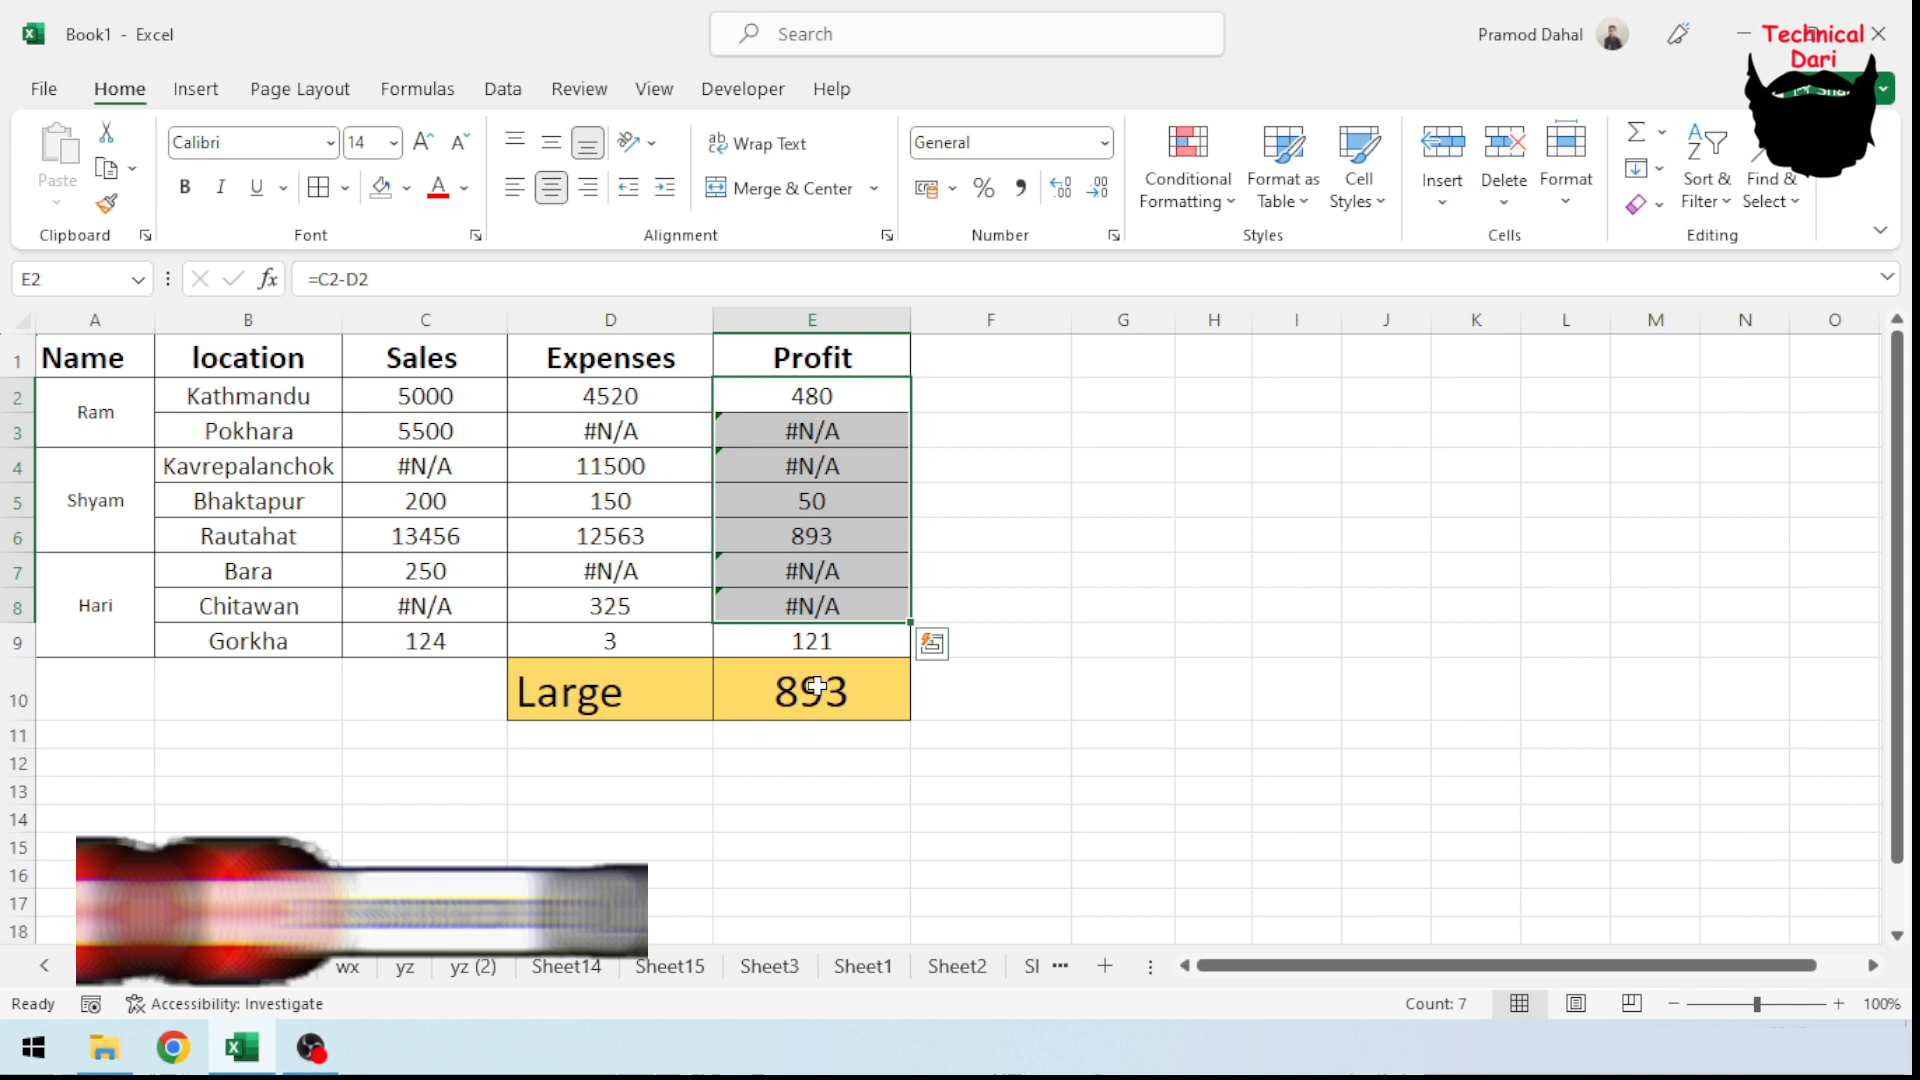 Book1 - Excel
Search
Pramod Dahal
Technical
Dari
File Home Insert Page Layout Formulas Data Review View Developer Help
Paste
Calibri 14
Wrap Text
Merge & Center
General
Conditional Formatting
Format as Table
Cell Styles
Insert
Delete
Format
Sort & Filter
Find & Select
Clipboard Font Alignment Number Styles Cells Editing
E2 fx =C2-D2
A B C D E F G H I J K L M N O
1 Name location Sales Expenses Profit
2 Ram Kathmandu 5000 4520 480
3 Pokhara 5500 #N/A #N/A
4 Kavrepalanchok #N/A 11500 #N/A
5 Shyam Bhaktapur 200 150 50
6 Rautahat 13456 12563 893
7 Bara 250 #N/A #N/A
8 Hari Chitawan #N/A 325 #N/A
9 Gorkha 124 3 121
10 Large 893
11
12
13
14
15
16
17
18
wx yz yz (2) Sheet14 Sheet15 Sheet3 Sheet1 Sheet2
Ready Accessibility: Investigate Count: 7 100%